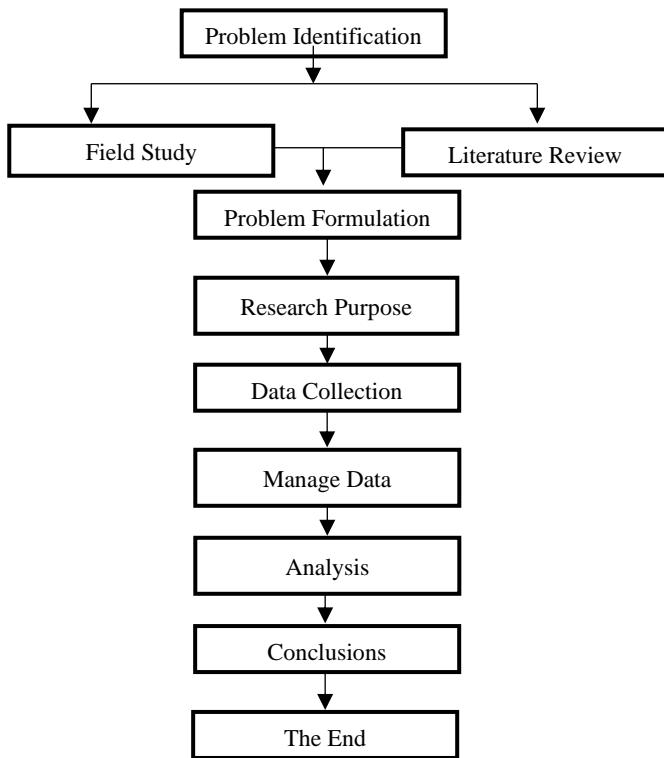 Problem Identification
Field Study
Literature Review
Problem Formulation
Research Purpose
Data Collection
Manage Data
Analysis
Conclusions
The End